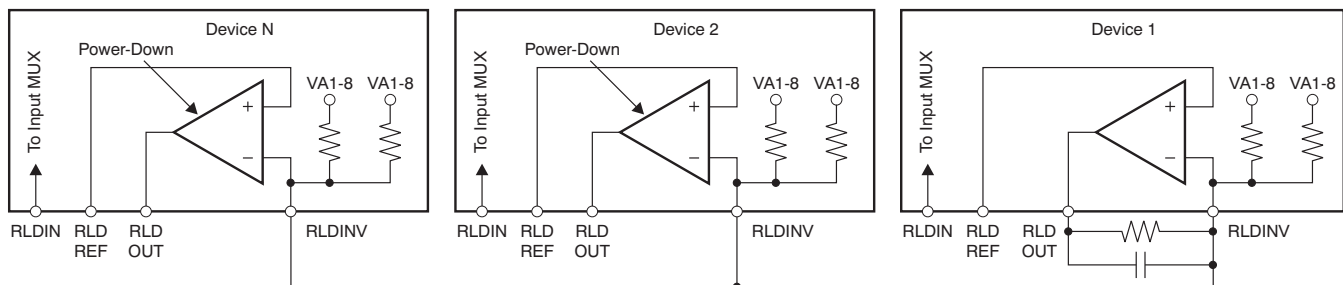 Device N
Power-Down
To Input MUX
VA1-8 VA1-8
+
−
RLDIN RLD REF RLD OUT RLDINV
Device 2
Power-Down
To Input MUX
VA1-8 VA1-8
+
−
RLDIN RLD REF RLD OUT RLDINV
Device 1
To Input MUX
VA1-8 VA1-8
+
−
RLDIN RLD REF RLD OUT RLDINV